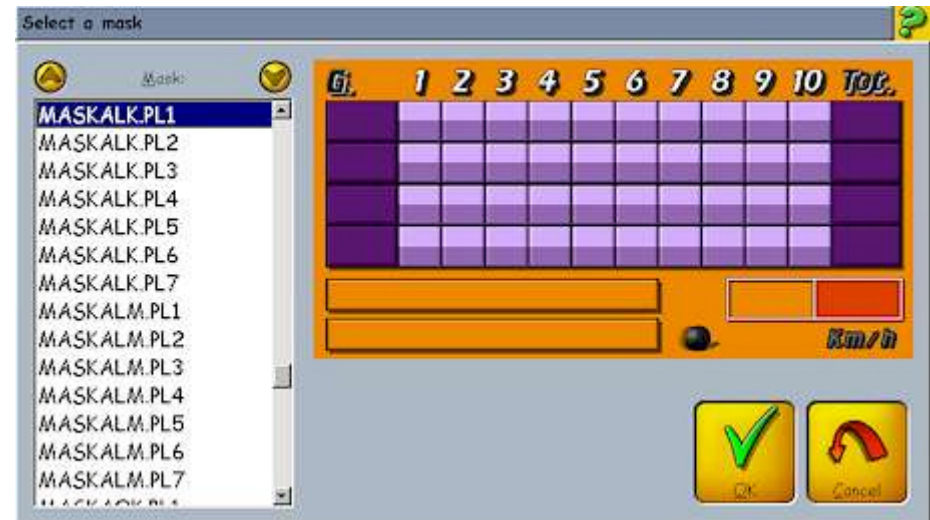 Select a mask
Mask:
MASKALK.PL1
MASKALK.PL2
MASKALK.PL3
MASKALK.PL4
MASKALK.PL5
MASKALK.PL6
MASKALK.PL7
MASKALM.PL1
MASKALM.PL2
MASKALM.PL3
MASKALM.PL4
MASKALM.PL5
MASKALM.PL6
MASKALM.PL7
Gi. 1 2 3 4 5 6 7 8 9 10 Tot.
Km/h
OK Cancel